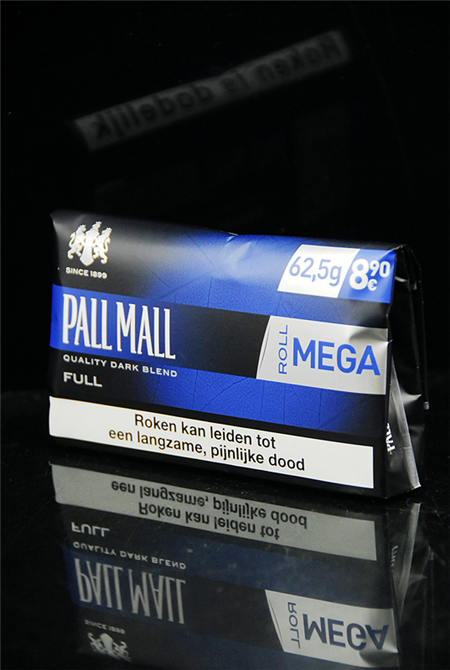 Roken is dodelijk
SINCE 1899
62,5g 8,90 €
PALL MALL
ROLL MEGA
QUALITY DARK BLEND
FULL
Roken kan leiden tot
een langzame, pijnlijke dood